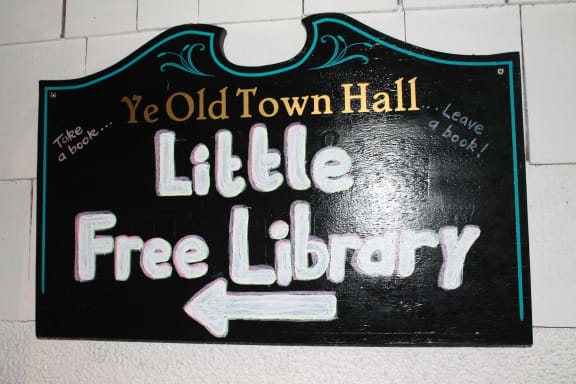 Ye Old Town Hall
Take
a book...
...Leave
a book!
Little
Free Library